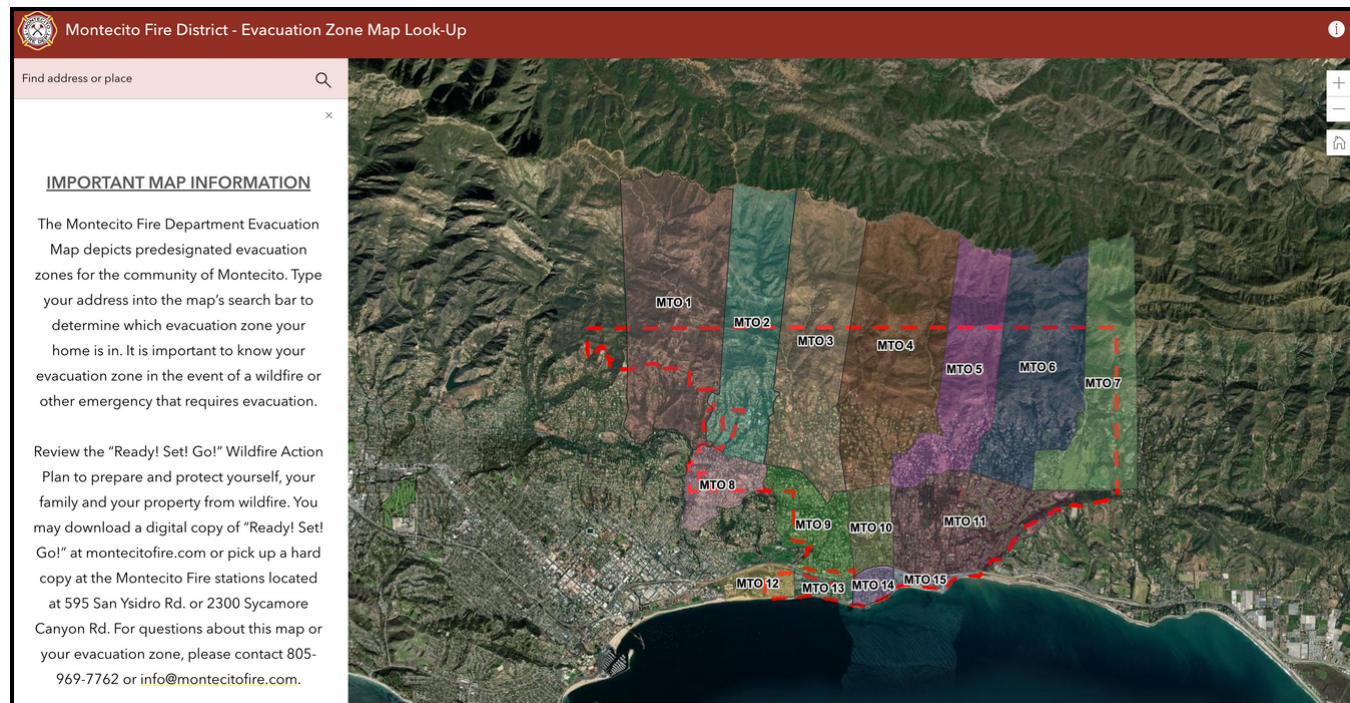 Montecito Fire District - Evacuation Zone Map Look-Up
i
Find address or place
×
IMPORTANT MAP INFORMATION
The Montecito Fire Department Evacuation
Map depicts predesignated evacuation
zones for the community of Montecito. Type
your address into the map's search bar to
determine which evacuation zone your
home is in. It is important to know your
evacuation zone in the event of a wildfire or
other emergency that requires evacuation.
Review the “Ready! Set! Go!” Wildfire Action
Plan to prepare and protect yourself, your
family and your property from wildfire. You
may download a digital copy of “Ready! Set!
Go!” at montecitofire.com or pick up a hard
copy at the Montecito Fire stations located
at 595 San Ysidro Rd. or 2300 Sycamore
Canyon Rd. For questions about this map or
your evacuation zone, please contact 805-
969-7762 or info@montecitofire.com.
+
−
MTO 1
MTO 2
MTO 3
MTO 4
MTO 5
MTO 6
MTO 7
MTO 8
MTO 9
MTO 10
MTO 11
MTO 12
MTO 13
MTO 14
MTO 15